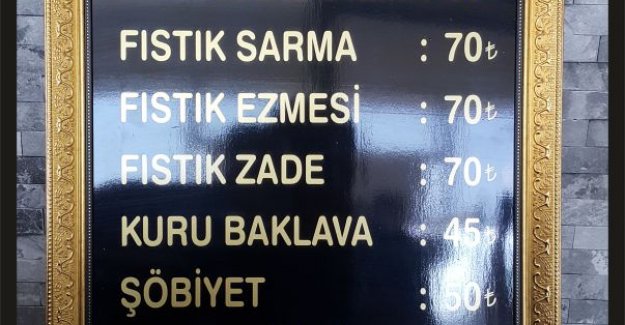 FISTIK SARMA : 70₺
FISTIK EZMESİ : 70₺
FISTIK ZADE : 70₺
KURU BAKLAVA : 45₺
ŞÖBİYET : 50₺